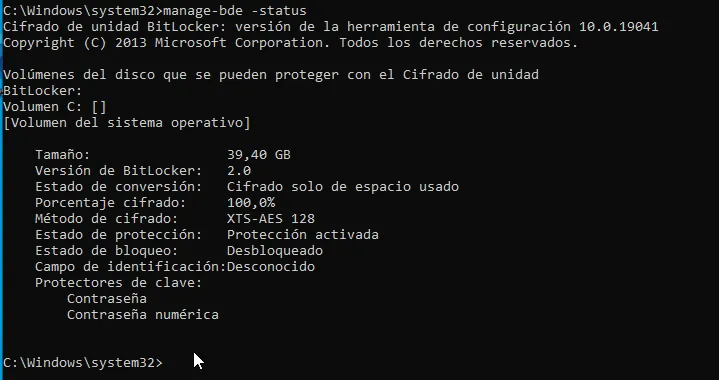 C:\Windows\system32>manage-bde -status
Cifrado de unidad BitLocker: versión de la herramienta de configuración 10.0.19041
Copyright (C) 2013 Microsoft Corporation. Todos los derechos reservados.
Volúmenes del disco que se pueden proteger con el Cifrado de unidad
BitLocker:
Volumen C: []
[Volumen del sistema operativo]
Tamaño: 39,40 GB
Versión de BitLocker: 2.0
Estado de conversión: Cifrado solo de espacio usado
Porcentaje cifrado: 100,0%
Método de cifrado: XTS-AES 128
Estado de protección: Protección activada
Estado de bloqueo: Desbloqueado
Campo de identificación:Desconocido
Protectores de clave:
Contraseña
Contraseña numérica
C:\Windows\system32>